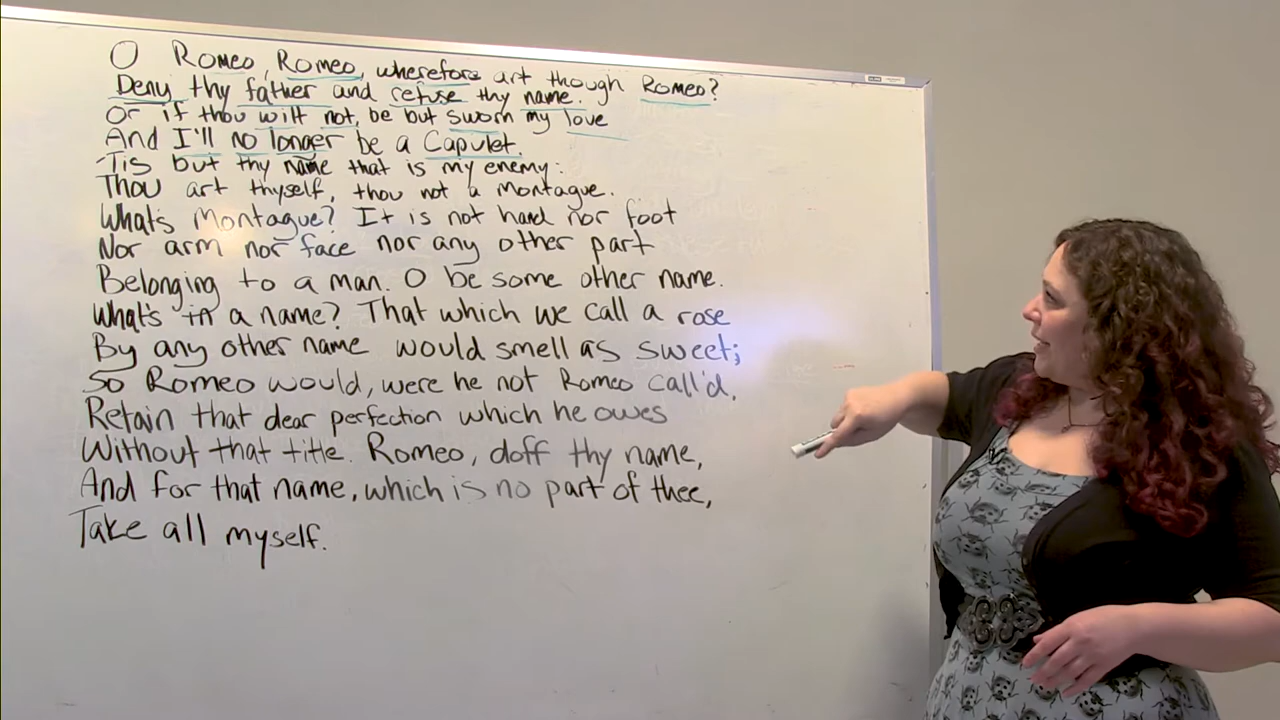 O Romeo, Romeo, wherefore art though Romeo?
Deny thy father and refuse thy name.
Or if thou wilt not, be but sworn my love
And I'll no longer be a Capulet.
'Tis but thy name that is my enemy:
Thou art thyself, thou not a Montague.
What's Montague? It is not hand nor foot
Nor arm nor face nor any other part
Belonging to a man. O be some other name.
What's in a name? That which we call a rose
By any other name would smell as sweet;
So Romeo would, were he not Romeo call'd,
Retain that dear perfection which he owes
Without that title. Romeo, doff thy name,
And for that name, which is no part of thee,
Take all myself.